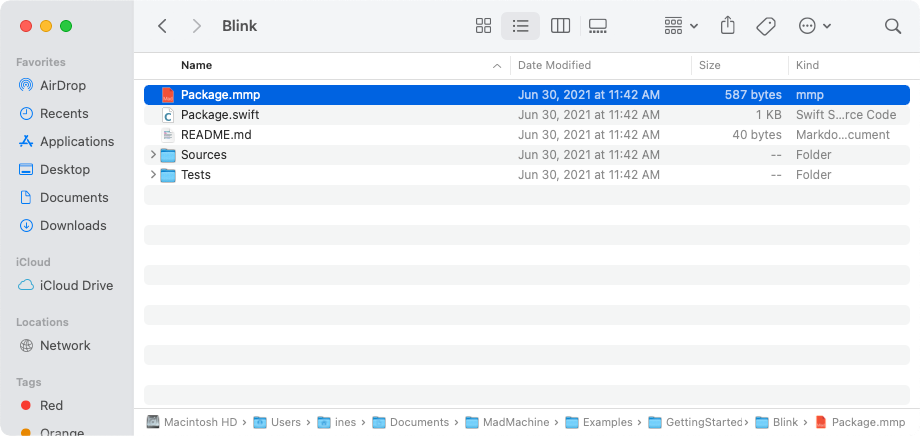 Blink
Favorites
AirDrop
Recents
Applications
Desktop
Documents
Downloads
iCloud
iCloud Drive
Locations
Network
Tags
Red
Orange
Name Date Modified Size Kind
Package.mmp Jun 30, 2021 at 11:42 AM 587 bytes mmp
Package.swift Jun 30, 2021 at 11:42 AM 1 KB Swift S...rce Code
README.md Jun 30, 2021 at 11:42 AM 40 bytes Markdo...cument
Sources Jun 30, 2021 at 11:42 AM -- Folder
Tests Jun 30, 2021 at 11:42 AM -- Folder
Macintosh HD › Users › ines › Documents › MadMachine › Examples › GettingStarted › Blink › Package.mmp